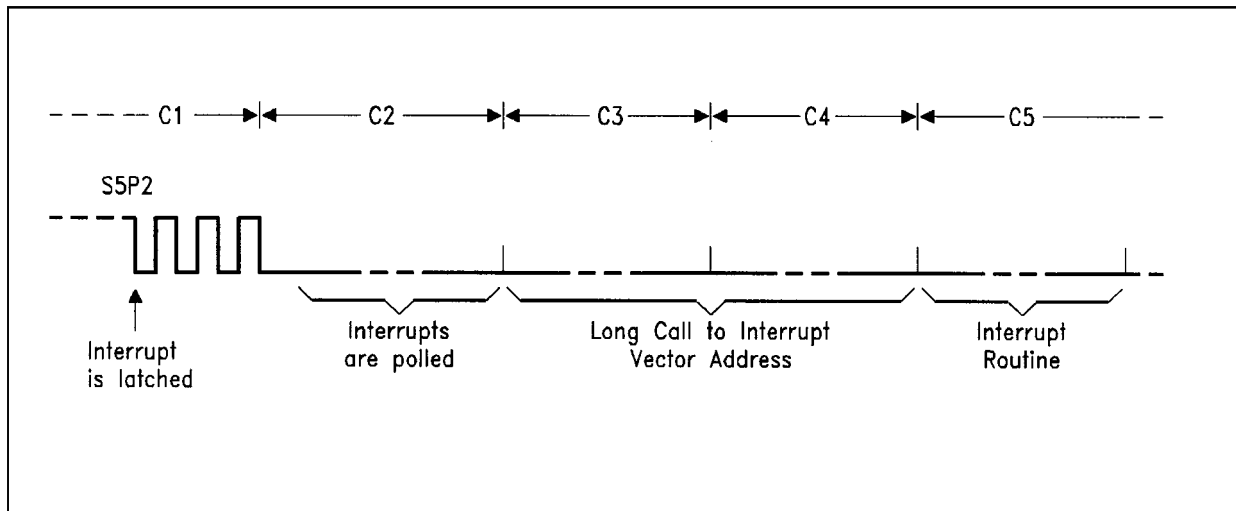 C1 C2 C3 C4 C5
S5P2
Interrupt
is latched
Interrupts
are polled
Long Call to Interrupt
Vector Address
Interrupt
Routine